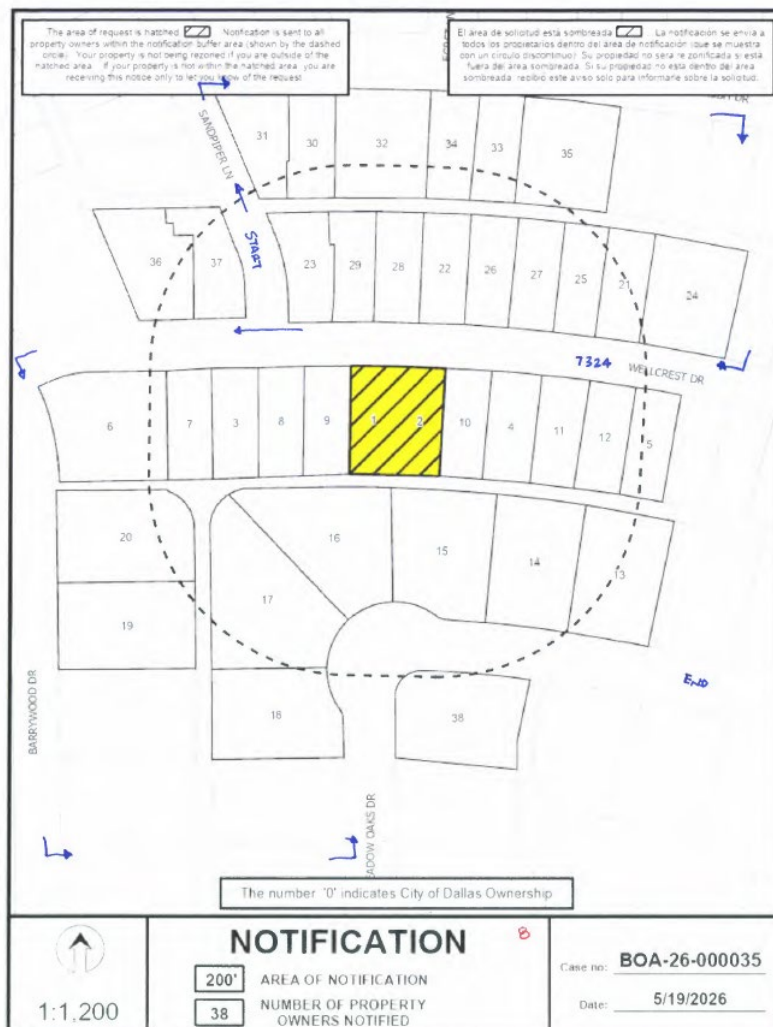 The area of request is hatched. Notification is sent to all
property owners within the notification buffer area (shown by the dashed
circle). Your property is not being rezoned if you are outside of the
hatched area. If your property is not within the hatched area, you are
receiving this notice only to let you know of the request
El área de solicitud está sombreada. La notificación se envía a
todos los propietarios dentro del área de notificación (que se muestra
con un círculo discontinuo). Su propiedad no será rezonificada si está
fuera del área sombreada. Si su propiedad no está dentro del área
sombreada, recibió este aviso solo para informarle sobre la solicitud.
SANDPIPER LN
31
30
32
34
33
35
START
36
37
23
29
28
22
26
27
25
21
24
7324
WELLCREST DR
6
7
3
8
9
1
2
10
4
11
12
5
20
16
15
14
13
17
19
END
18
38
BARRYWOOD DR
ADOW OAKS DR
The number '0' indicates City of Dallas Ownership
1:1,200
NOTIFICATION
8
200' AREA OF NOTIFICATION
38 NUMBER OF PROPERTY
OWNERS NOTIFIED
Case no: BOA-26-000035
Date: 5/19/2026